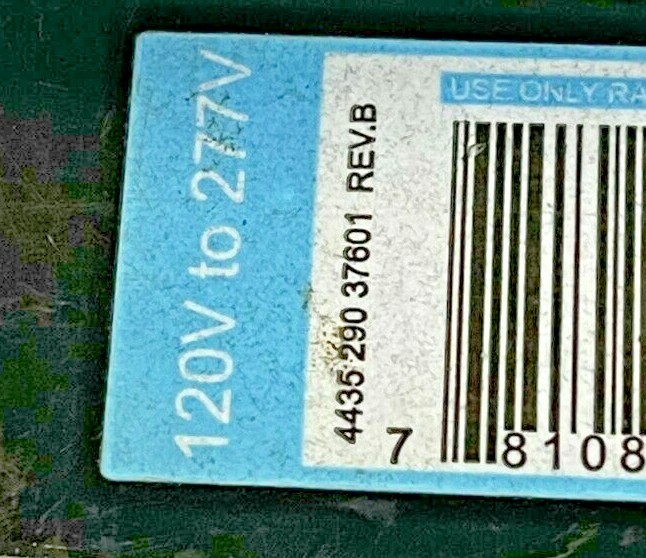 120V to 277V
4435 290 37601 REV.B
USE ONLY RA
7 8108